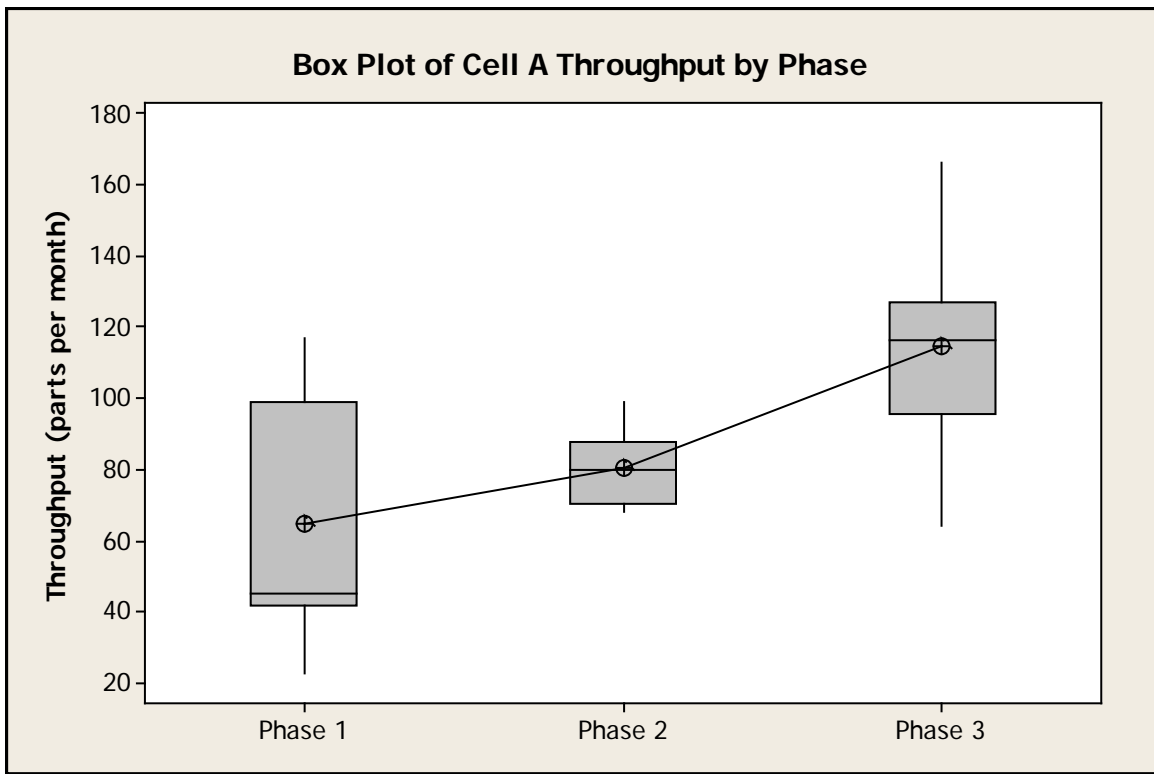 Box Plot of Cell A Throughput by Phase
Throughput (parts per month)
180
160
140
120
100
80
60
40
20
Phase 1
Phase 2
Phase 3